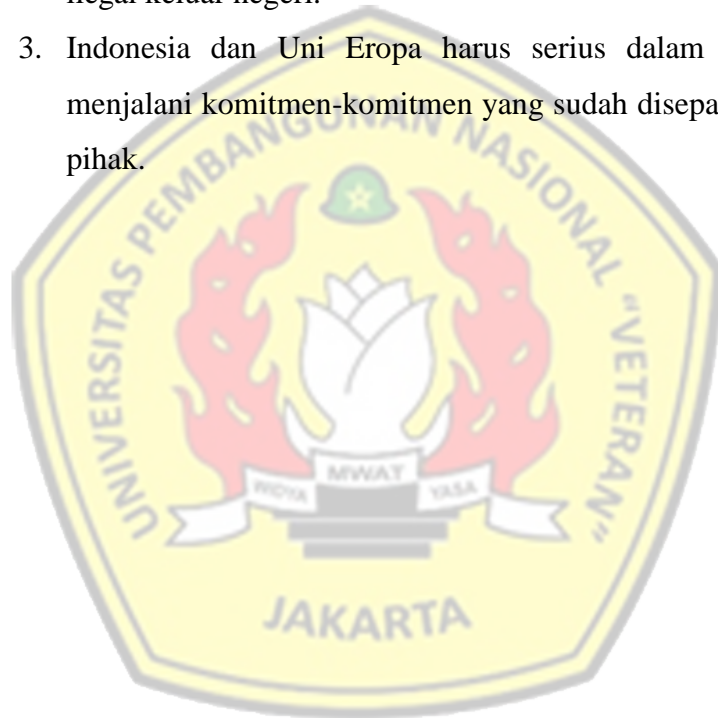 3. Indonesia dan Uni Eropa harus serius dalam
menjalani komitmen-komitmen yang sudah disepa
pihak.
UNIVERSITAS PEMBANGUNAN NASIONAL "VETERAN"
WIDYA MWAT YASA
JAKARTA